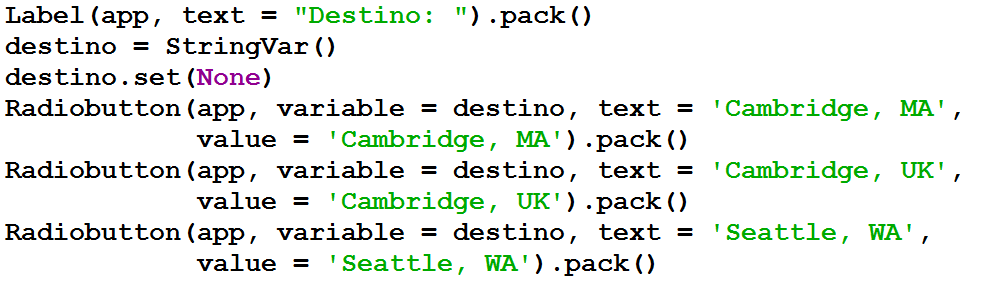 Label(app, text = "Destino: ").pack()
destino = StringVar()
destino.set(None)
Radiobutton(app, variable = destino, text = 'Cambridge, MA',
            value = 'Cambridge, MA').pack()
Radiobutton(app, variable = destino, text = 'Cambridge, UK',
            value = 'Cambridge, UK').pack()
Radiobutton(app, variable = destino, text = 'Seattle, WA',
            value = 'Seattle, WA').pack()